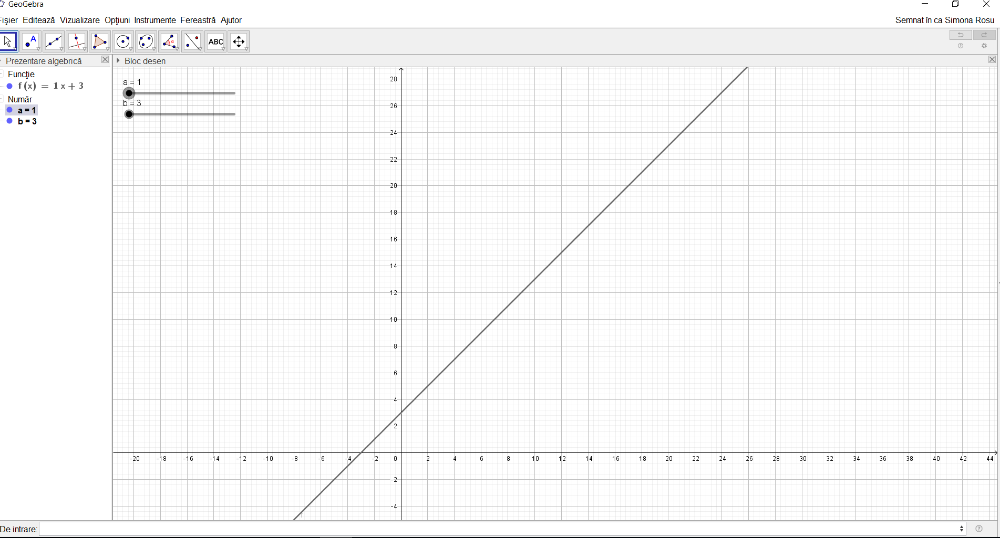 GeoGebra
Fișier Editează Vizualizare Opţiuni Instrumente Fereastră Ajutor
Semnat în ca Simona Rosu
A
α
ABC
Prezentare algebrică
Bloc desen
Funcţie
f (x) = 1 x + 3
Număr
a = 1
b = 3
a = 1
b = 3
28
26
24
22
20
18
16
14
12
10
8
6
4
2
-20 -18 -16 -14 -12 -10 -8 -6 -4 -2 0 2 4 6 8 10 12 14 16 18 20 22 24 26 28 30 32 34 36 38 40 42 44
-2
-4
f
De intrare: